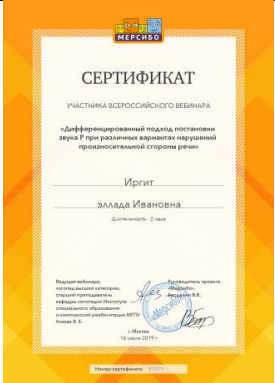 МЕРСИБО
СЕРТИФИКАТ
УЧАСТНИКА ВСЕРОССИЙСКОГО ВЕБИНАРА
«Дифференцированный подход постановки
звука Р при различных вариантах нарушений
произносительной стороны речи»
Иргит
эллада Ивановна
Длительность - 2 часа
Ведущая вебинара,
логопед высшей категории,
старший преподаватель
кафедры логопедии Института
специального образования
и комплексной реабилитации МГПУ
Руководитель проекта
«Мерсибо»,
г. Москва
16 июля 2019 г
Номер сертификата